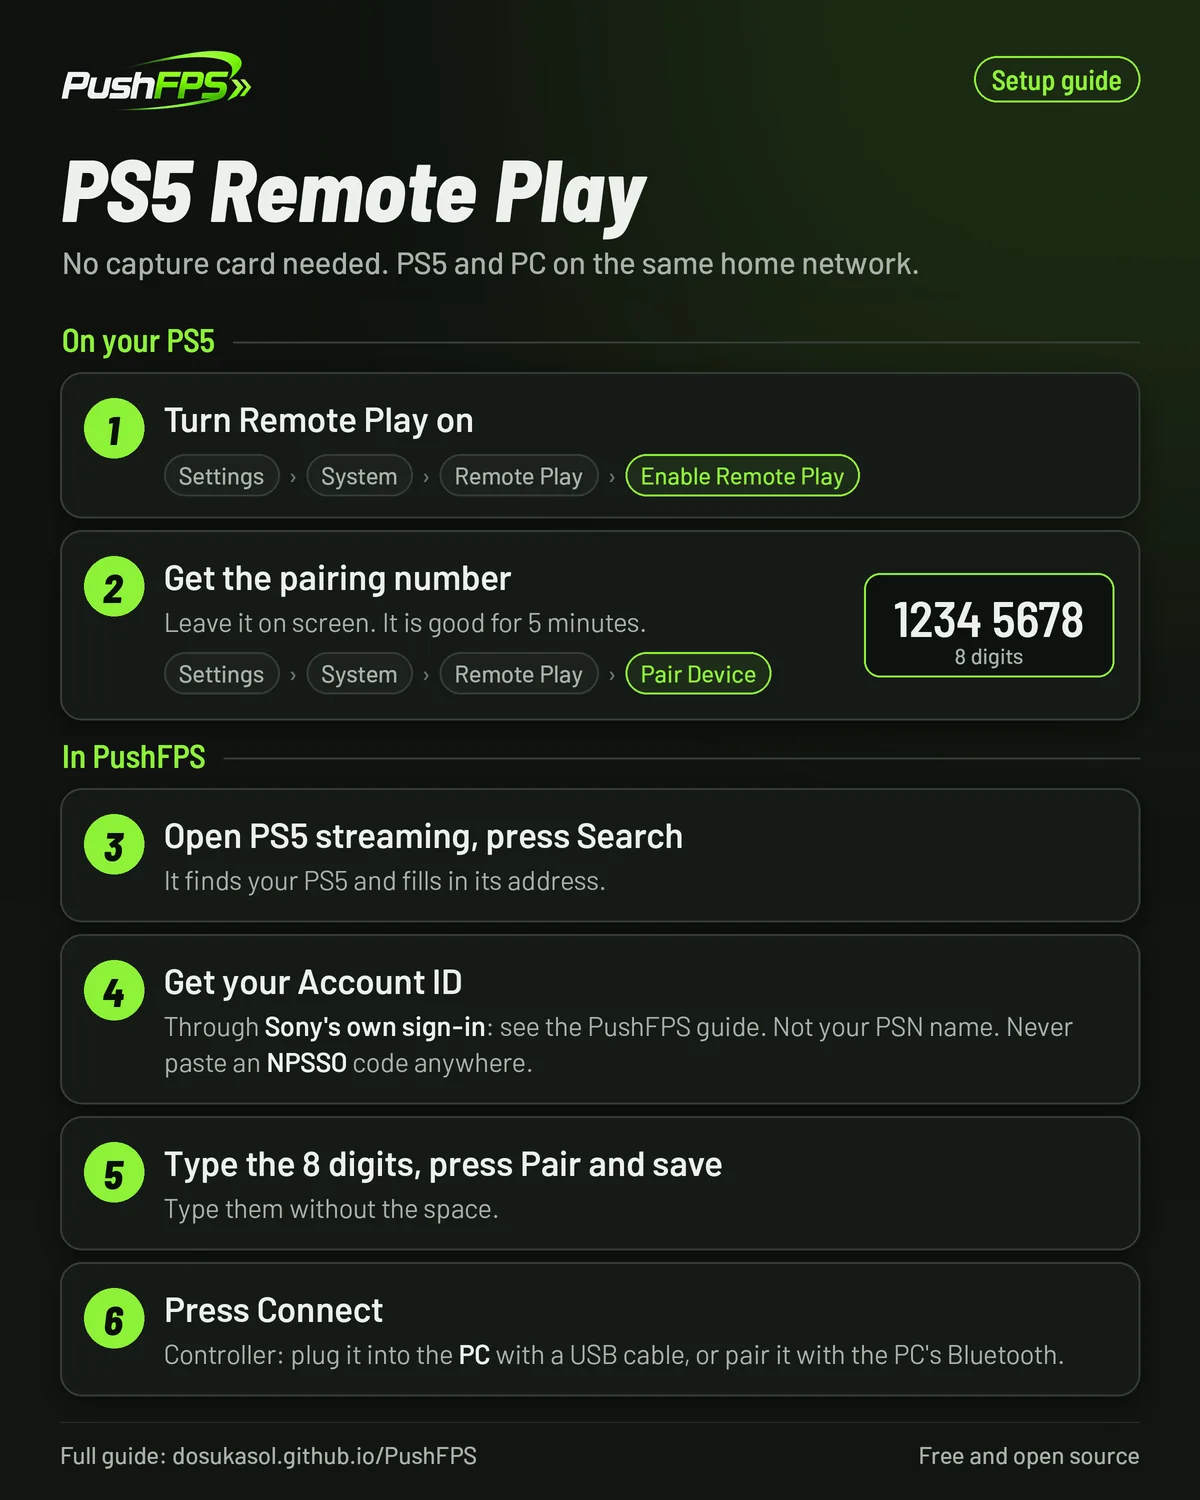 PushFPS
Setup guide
PS5 Remote Play
No capture card needed. PS5 and PC on the same home network.
On your PS5
1
Turn Remote Play on
Settings › System › Remote Play › Enable Remote Play
2
Get the pairing number
Leave it on screen. It is good for 5 minutes.
Settings › System › Remote Play › Pair Device
1234 5678
8 digits
In PushFPS
3
Open PS5 streaming, press Search
It finds your PS5 and fills in its address.
4
Get your Account ID
Through Sony's own sign-in: see the PushFPS guide. Not your PSN name. Never
paste an NPSSO code anywhere.
5
Type the 8 digits, press Pair and save
Type them without the space.
6
Press Connect
Controller: plug it into the PC with a USB cable, or pair it with the PC's Bluetooth.
Full guide: dosukasol.github.io/PushFPS
Free and open source